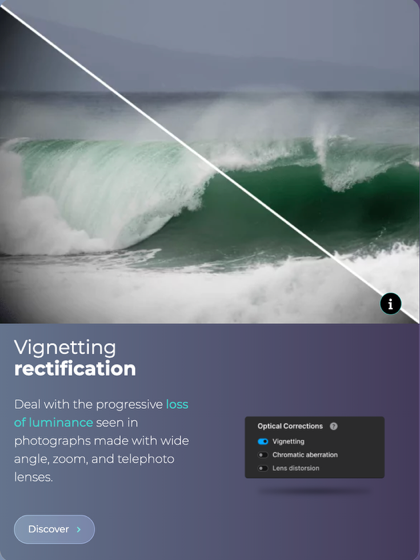 i
Vignetting
rectification
Deal with the progressive loss
of luminance seen in
photographs made with wide
angle, zoom, and telephoto
lenses.
Optical Corrections ?
Vignetting
Chromatic aberration
Lens distorsion
Discover >